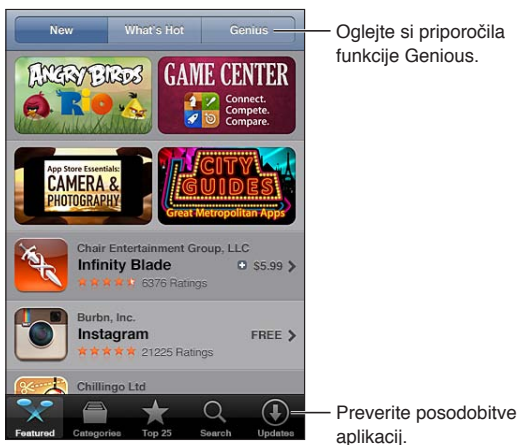 New What's Hot Genius
Oglejte si priporočila
funkcije Genious.
ANGRY BIRDS
RIO
GAME CENTER
Connect.
Compete.
Compare.
App Store Essentials:
CAMERA &
PHOTOGRAPHY
CITY
GUIDES
Great Metropolitan Apps
Chair Entertainment Group, LLC
Infinity Blade $5.99
6376 Ratings
Burbn, Inc.
Instagram FREE
21225 Ratings
Chillingo Ltd
Featured Categories Top 25 Search Updates
Preverite posodobitve
aplikacij.